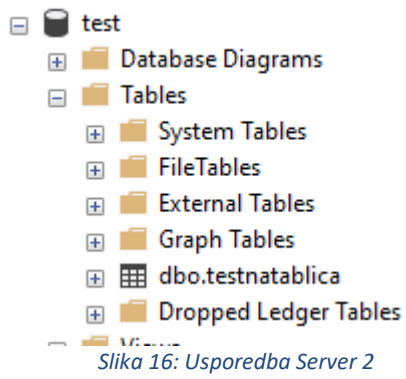 test
Database Diagrams
Tables
System Tables
FileTables
External Tables
Graph Tables
dbo.testnatablica
Dropped Ledger Tables
Slika 16: Usporedba Server 2